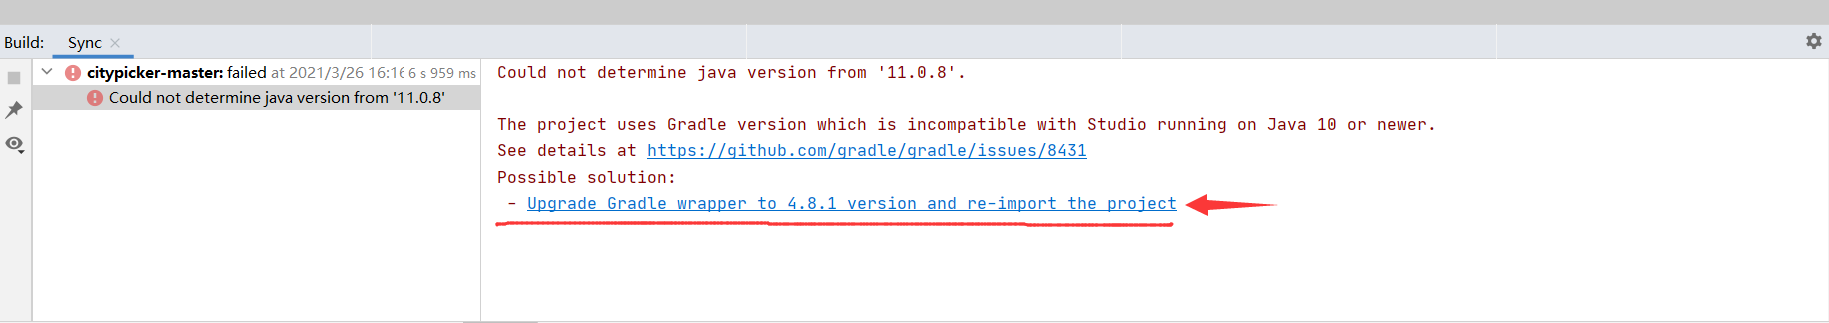 Build: Sync
citypicker-master: failed at 2021/3/26 16:16 6 s 959 ms
Could not determine java version from '11.0.8'
Could not determine java version from '11.0.8'.
The project uses Gradle version which is incompatible with Studio running on Java 10 or newer.
See details at https://github.com/gradle/gradle/issues/8431
Possible solution:
- Upgrade Gradle wrapper to 4.8.1 version and re-import the project